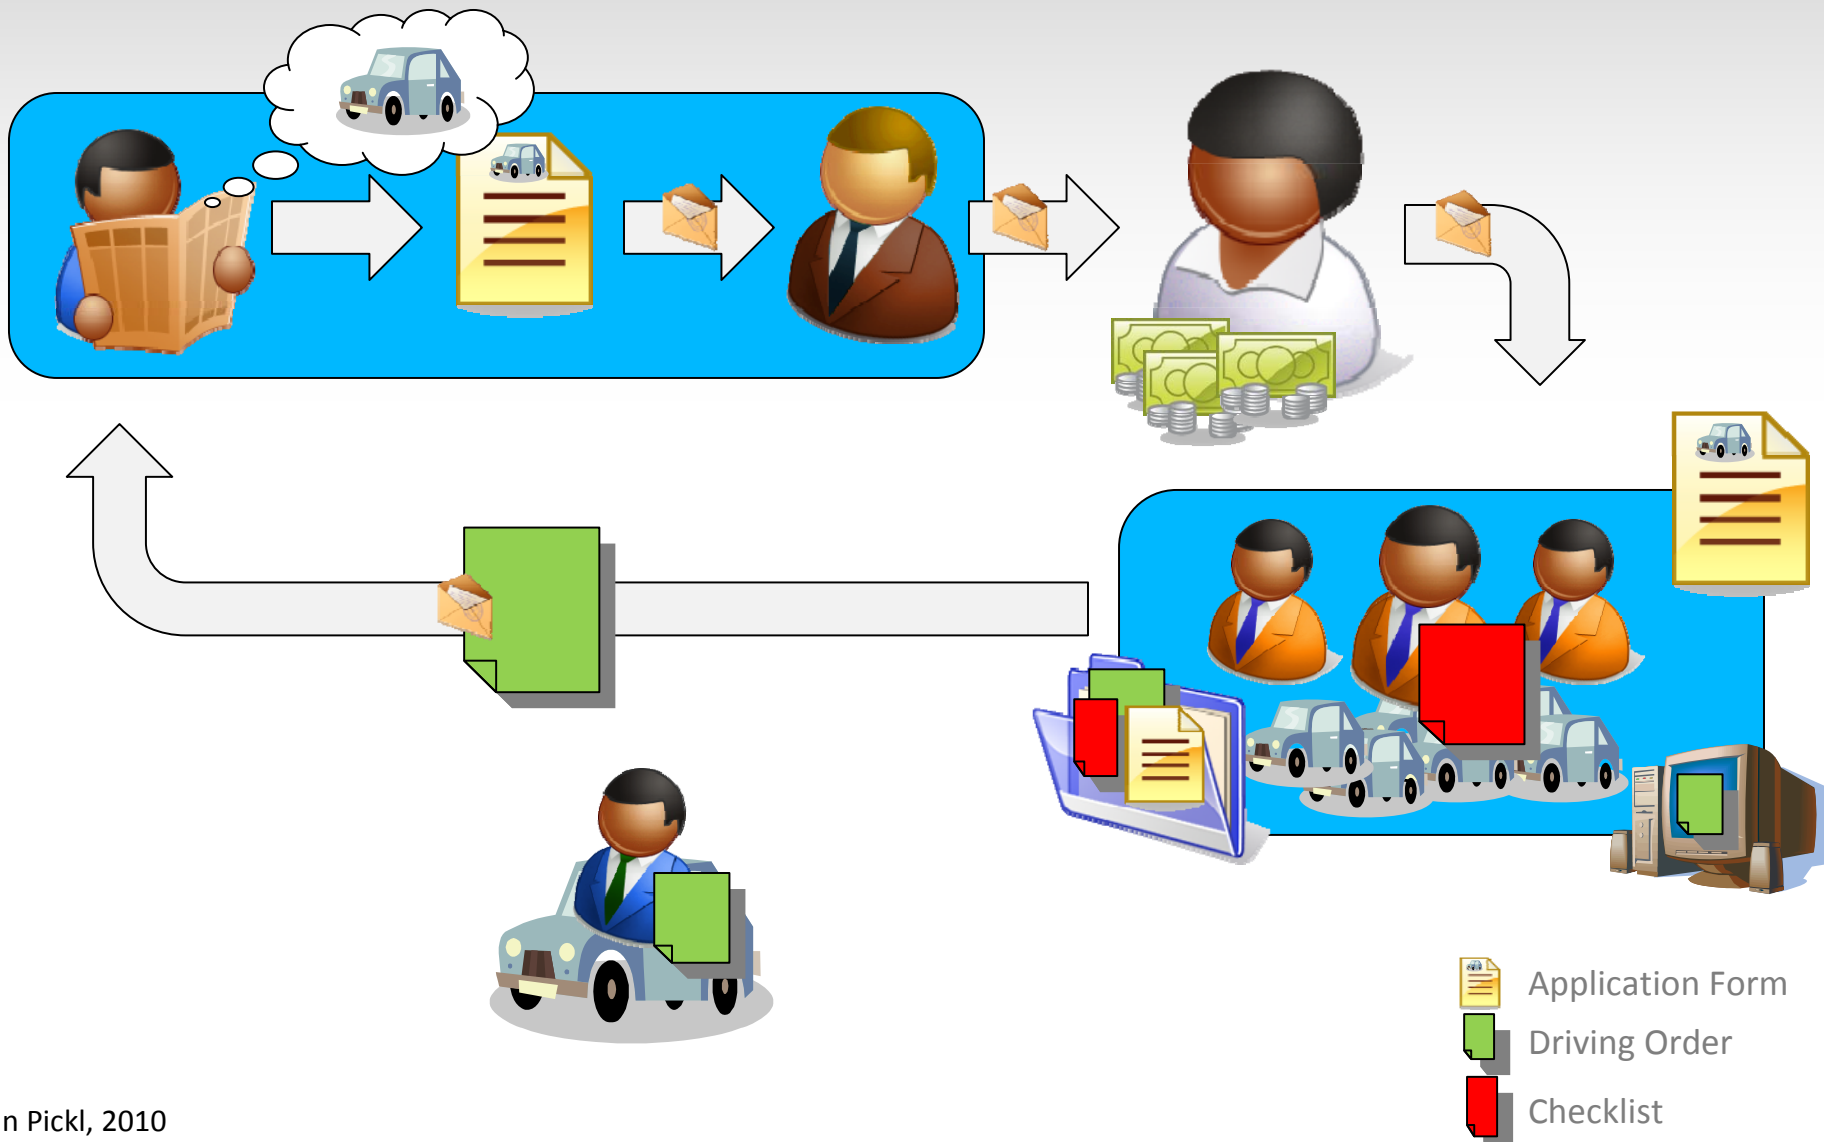 Application Form
Driving Order
Checklist
n Pickl, 2010